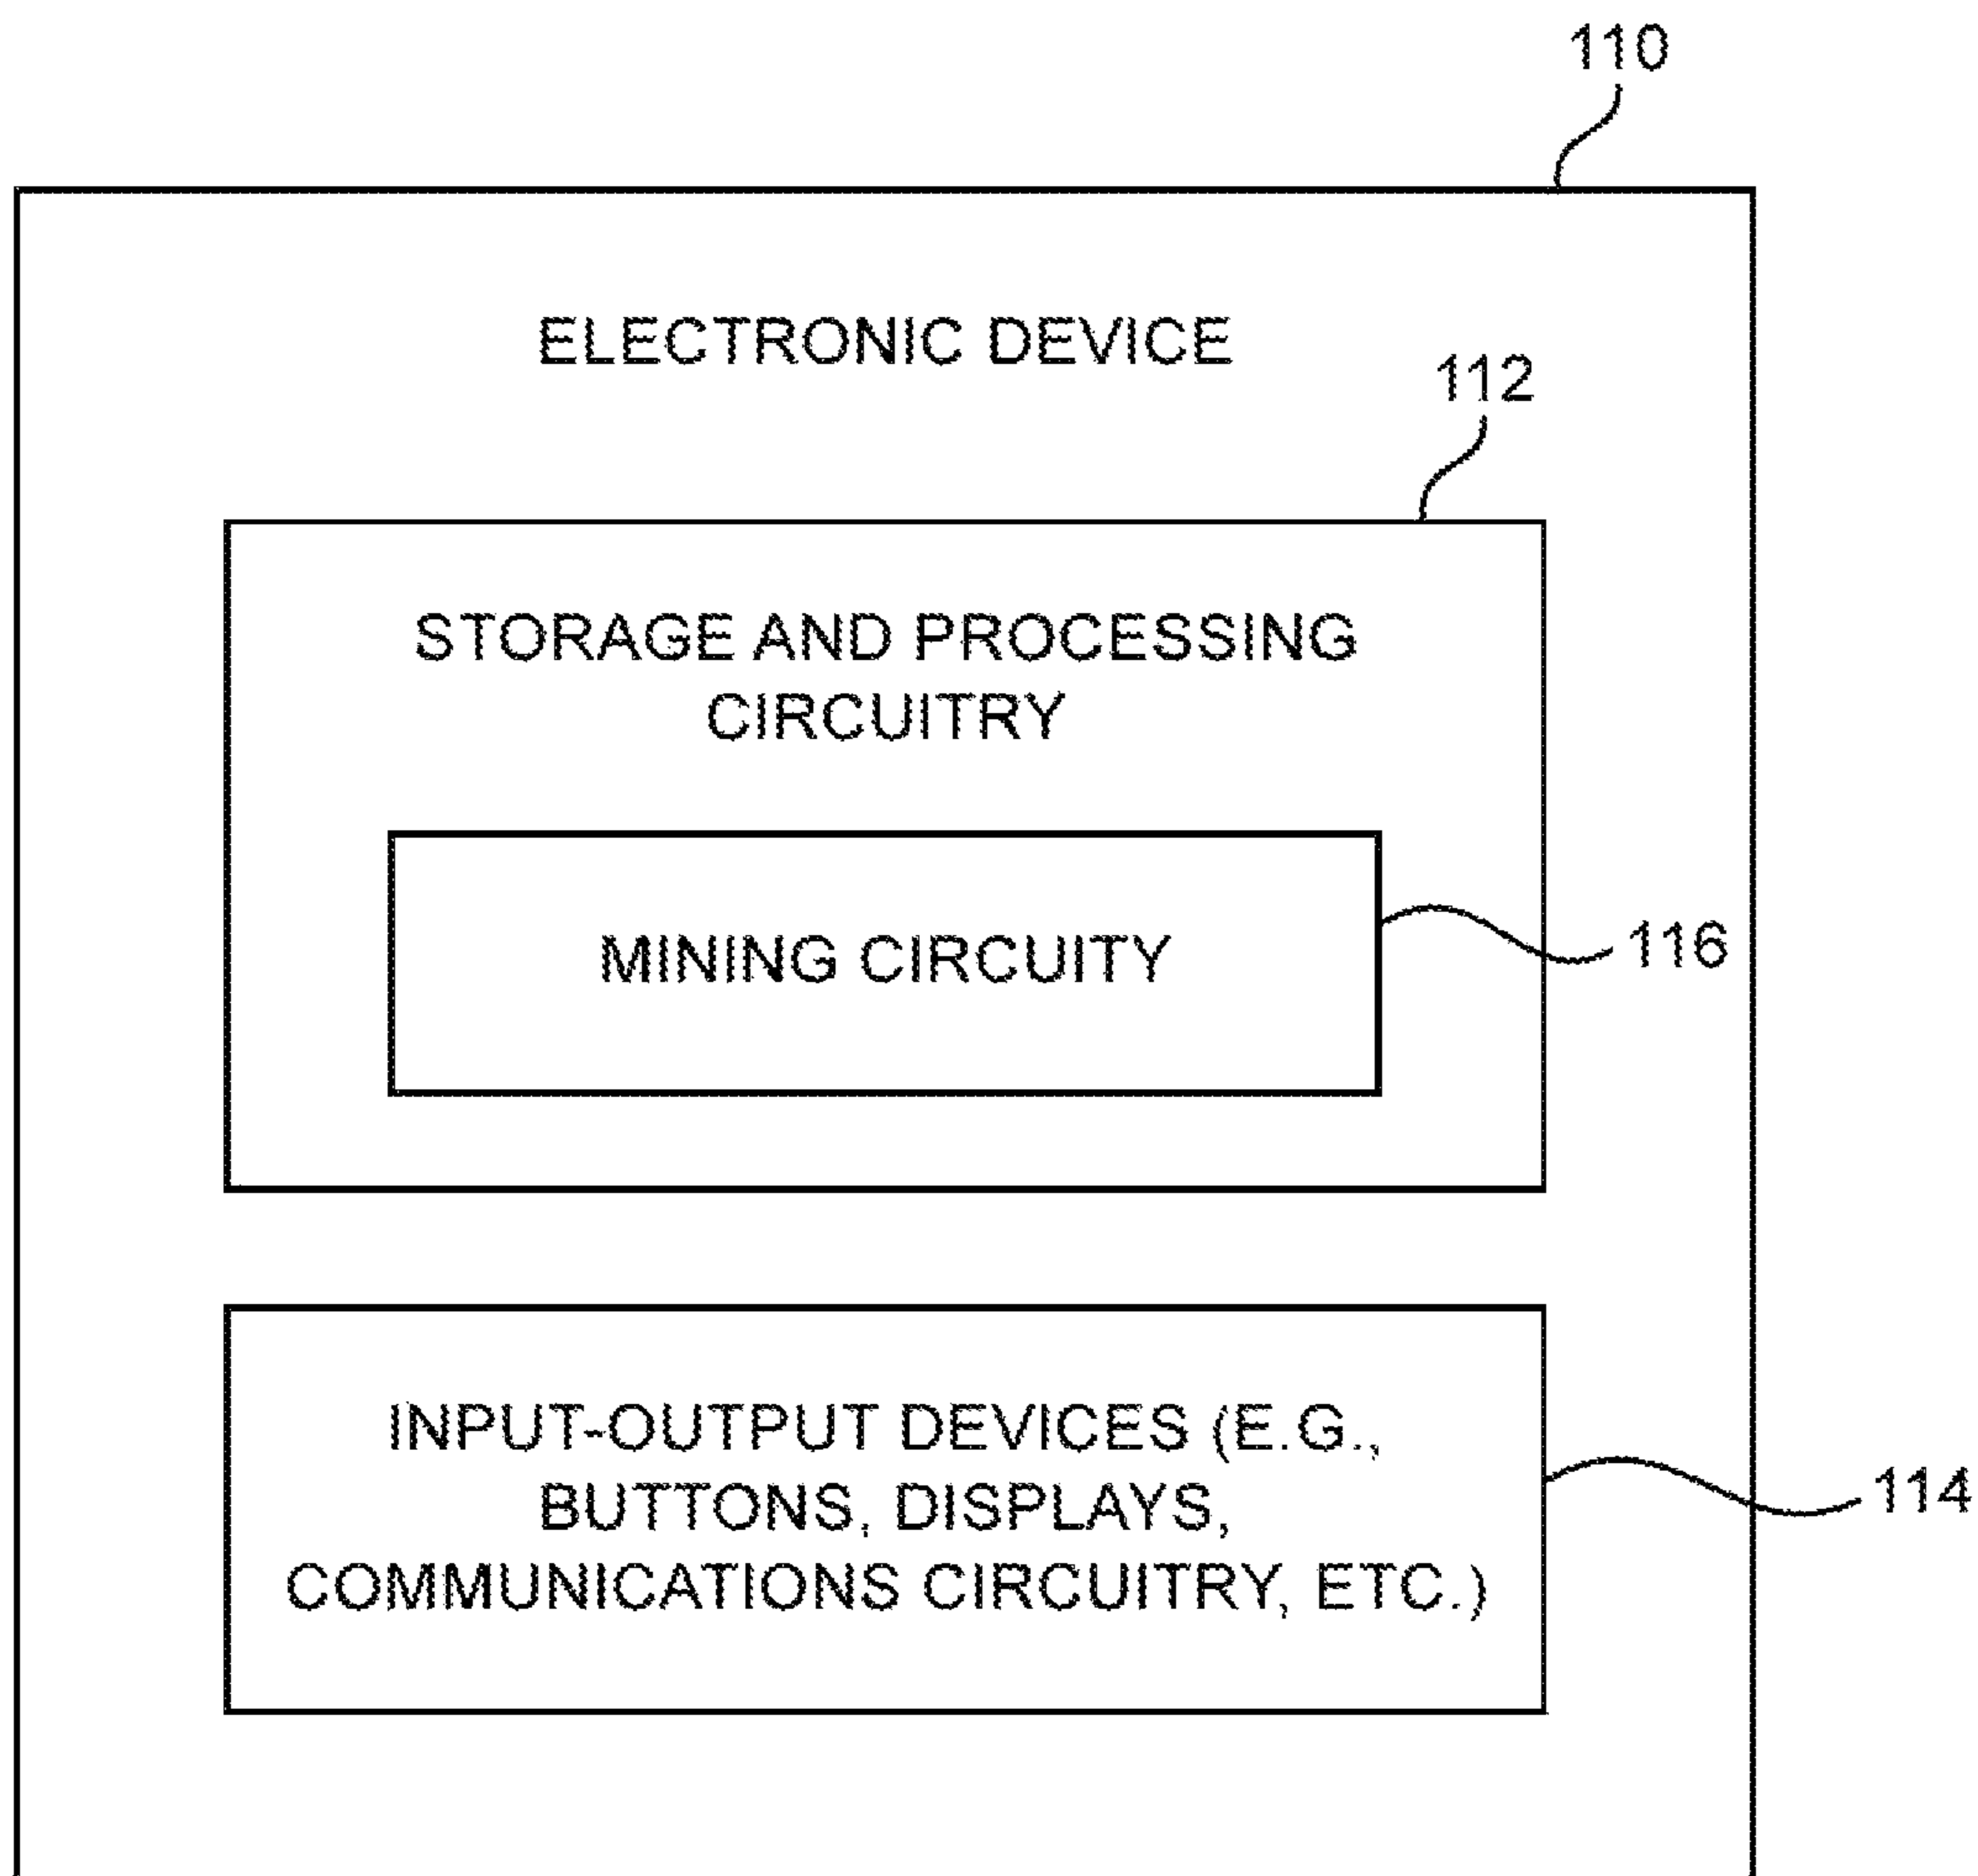 110
ELECTRONIC DEVICE
112
STORAGE AND PROCESSING
CIRCUITRY
MINING CIRCUITY
116
INPUT-OUTPUT DEVICES (E.G.,
BUTTONS, DISPLAYS,
COMMUNICATIONS CIRCUITRY, ETC.)
114